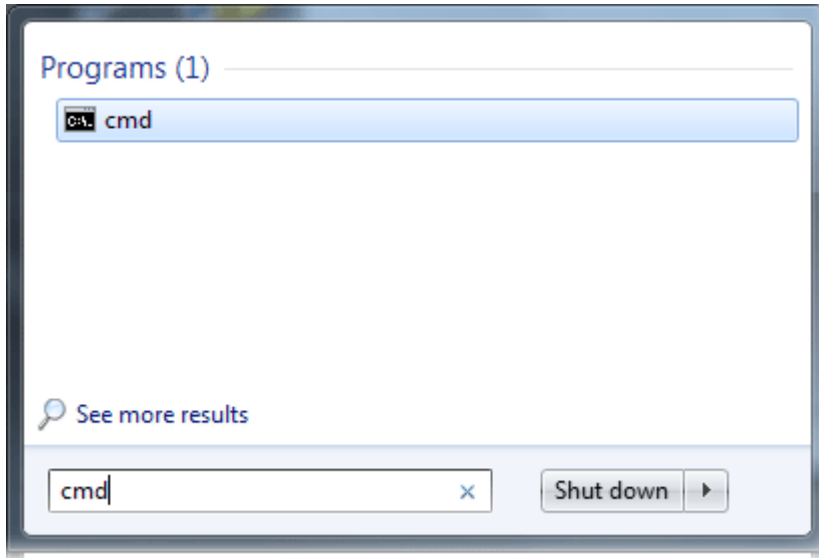 Programs (1)
C:\. cmd
See more results
cmd
Shut down